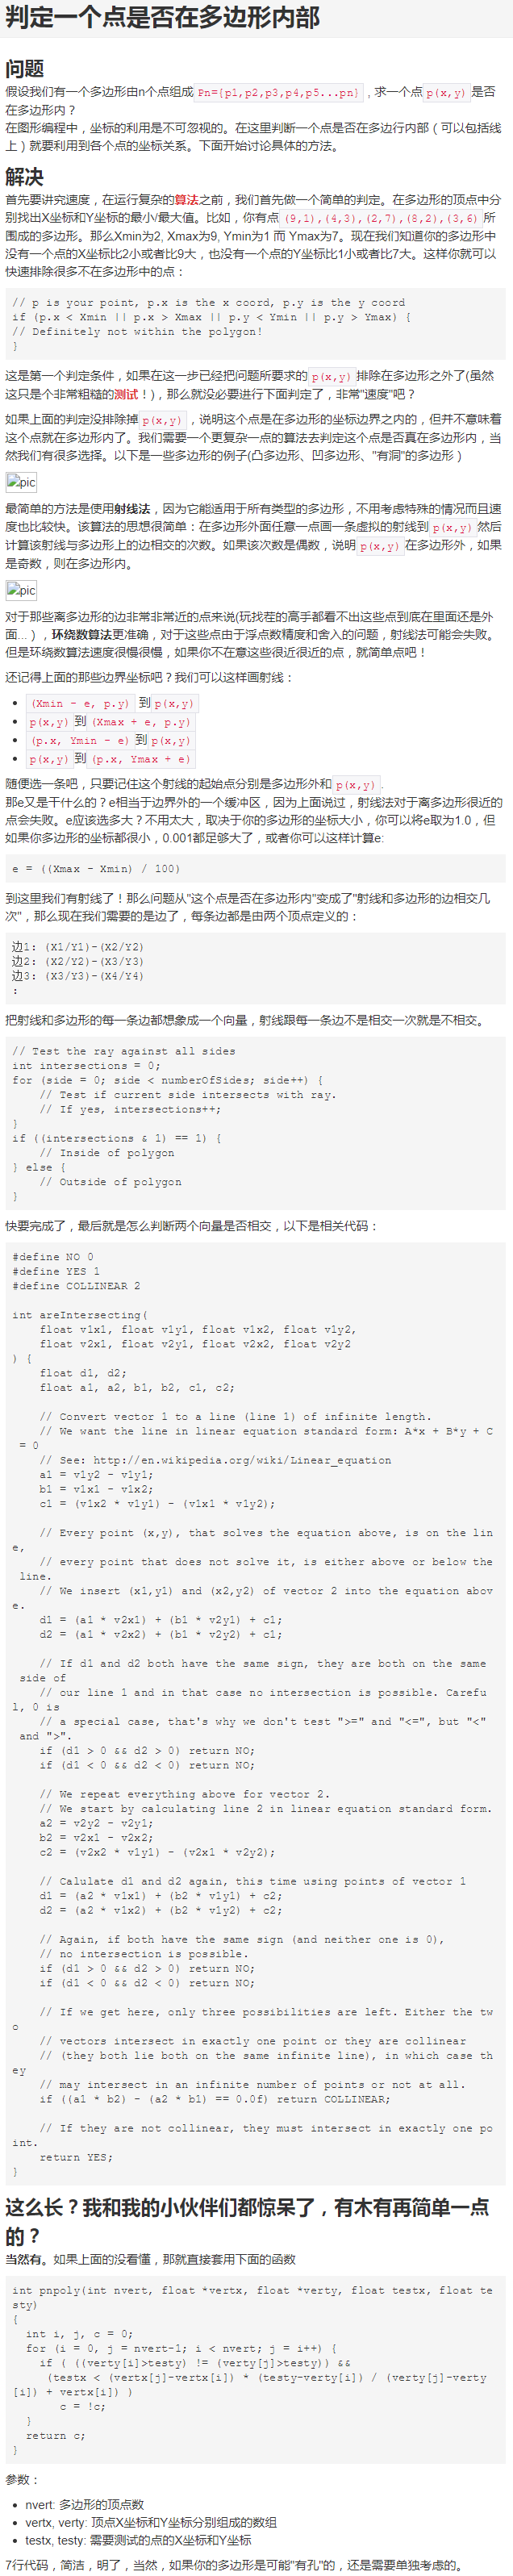 判定一个点是否在多边形内部
问题
假设我们有一个多边形由n个点组成Pn={p1,p2,p3,p4,p5...pn}，求一个点p(x,y)是否
在多边形内？
在图形编程中，坐标的利用是不可忽视的。在这里判断一个点是否在多边行内部（可以包括线
上）就要利用到各个点的坐标关系。下面开始讨论具体的方法。
解决
首先要讲究速度，在运行复杂的算法之前，我们首先做一个简单的判定。在多边形的顶点中分
别找出X坐标和Y坐标的最小/最大值。比如，你有点(9,1),(4,3),(2,7),(8,2),(3,6)所
围成的多边形。那么Xmin为2, Xmax为9, Ymin为1 而 Ymax为7。现在我们知道你的多边形中
没有一个点的X坐标比2小或者比9大，也没有一个点的Y坐标比1小或者比7大。这样你就可以
快速排除很多不在多边形中的点：
// p is your point, p.x is the x coord, p.y is the y coord
if (p.x < Xmin || p.x > Xmax || p.y < Ymin || p.y > Ymax) {
// Definitely not within the polygon!
}
这是第一个判定条件，如果在这一步已经把问题所要求的p(x,y)排除在多边形之外了(虽然
这只是个非常粗糙的测试！)，那么就没必要进行下面判定了，非常"速度"吧？
如果上面的判定没排除掉p(x,y)，说明这个点是在多边形的坐标边界之内的，但并不意味着
这个点就在多边形内了。我们需要一个更复杂一点的算法去判定这个点是否真在多边形内，当
然我们有很多选择。以下是一些多边形的例子(凸多边形、凹多边形、"有洞"的多边形）
pic
最简单的方法是使用射线法，因为它能适用于所有类型的多边形，不用考虑特殊的情况而且速
度也比较快。该算法的思想很简单：在多边形外面任意一点画一条虚拟的射线到p(x,y)然后
计算该射线与多边形上的边相交的次数。如果该次数是偶数，说明p(x,y)在多边形外，如果
是奇数，则在多边形内。
pic
对于那些离多边形的边非常非常近的点来说(玩找茬的高手都看不出这些点到底在里面还是外
面...），环绕数算法更准确，对于这些点由于浮点数精度和舍入的问题，射线法可能会失败。
但是环绕数算法速度很慢很慢，如果你不在意这些很近很近的点，就简单点吧！
还记得上面的那些边界坐标吧？我们可以这样画射线：
• (Xmin - e, p.y) 到p(x,y)
• p(x,y)到(Xmax + e, p.y)
• (p.x, Ymin - e)到p(x,y)
• p(x,y)到(p.x, Ymax + e)
随便选一条吧，只要记住这个射线的起始点分别是多边形外和p(x,y).
那e又是干什么的？e相当于边界外的一个缓冲区，因为上面说过，射线法对于离多边形很近的
点会失败。e应该选多大？不用太大，取决于你的多边形的坐标大小，你可以将e取为1.0，但
如果你多边形的坐标都很小，0.001都足够大了，或者你可以这样计算e:
e = ((Xmax - Xmin) / 100)
到这里我们有射线了！那么问题从"这个点是否在多边形内"变成了"射线和多边形的边相交几
次"，那么现在我们需要的是边了，每条边都是由两个顶点定义的：
边1: (X1/Y1)-(X2/Y2)
边2: (X2/Y2)-(X3/Y3)
边3: (X3/Y3)-(X4/Y4)
:
把射线和多边形的每一条边都想象成一个向量，射线跟每一条边不是相交一次就是不相交。
// Test the ray against all sides
int intersections = 0;
for (side = 0; side < numberOfSides; side++) {
    // Test if current side intersects with ray.
    // If yes, intersections++;
}
if ((intersections & 1) == 1) {
    // Inside of polygon
} else {
    // Outside of polygon
}
快要完成了，最后就是怎么判断两个向量是否相交，以下是相关代码：
#define NO 0
#define YES 1
#define COLLINEAR 2
int areIntersecting(
    float v1x1, float v1y1, float v1x2, float v1y2,
    float v2x1, float v2y1, float v2x2, float v2y2
) {
    float d1, d2;
    float a1, a2, b1, b2, c1, c2;
    // Convert vector 1 to a line (line 1) of infinite length.
    // We want the line in linear equation standard form: A*x + B*y + C
 = 0
    // See: http://en.wikipedia.org/wiki/Linear_equation
    a1 = v1y2 - v1y1;
    b1 = v1x1 - v1x2;
    c1 = (v1x2 * v1y1) - (v1x1 * v1y2);
    // Every point (x,y), that solves the equation above, is on the lin
e,
    // every point that does not solve it, is either above or below the
 line.
    // We insert (x1,y1) and (x2,y2) of vector 2 into the equation abov
e.
    d1 = (a1 * v2x1) + (b1 * v2y1) + c1;
    d2 = (a1 * v2x2) + (b1 * v2y2) + c1;
    // If d1 and d2 both have the same sign, they are both on the same
 side of
    // our line 1 and in that case no intersection is possible. Carefu
l, 0 is
    // a special case, that's why we don't test ">=" and "<=", but "<"
 and ">".
    if (d1 > 0 && d2 > 0) return NO;
    if (d1 < 0 && d2 < 0) return NO;
    // We repeat everything above for vector 2.
    // We start by calculating line 2 in linear equation standard form.
    a2 = v2y2 - v2y1;
    b2 = v2x1 - v2x2;
    c2 = (v2x2 * v1y1) - (v2x1 * v2y2);
    // Calulate d1 and d2 again, this time using points of vector 1
    d1 = (a2 * v1x1) + (b2 * v1y1) + c2;
    d2 = (a2 * v1x2) + (b2 * v1y2) + c2;
    // Again, if both have the same sign (and neither one is 0),
    // no intersection is possible.
    if (d1 > 0 && d2 > 0) return NO;
    if (d1 < 0 && d2 < 0) return NO;
    // If we get here, only three possibilities are left. Either the tw
o
    // vectors intersect in exactly one point or they are collinear
    // (they both lie both on the same infinite line), in which case th
ey
    // may intersect in an infinite number of points or not at all.
    if ((a1 * b2) - (a2 * b1) == 0.0f) return COLLINEAR;
    // If they are not collinear, they must intersect in exactly one po
int.
    return YES;
}
这么长？我和我的小伙伴们都惊呆了，有木有再简单一点
的？
当然有。如果上面的没看懂，那就直接套用下面的函数
int pnpoly(int nvert, float *vertx, float *verty, float testx, float te
sty)
{
  int i, j, c = 0;
  for (i = 0, j = nvert-1; i < nvert; j = i++) {
    if ( ((verty[i]>testy) != (verty[j]>testy)) &&
     (testx < (vertx[j]-vertx[i]) * (testy-verty[i]) / (verty[j]-verty
[i]) + vertx[i]) )
       c = !c;
  }
  return c;
}
参数：
• nvert: 多边形的顶点数
• vertx, verty: 顶点X坐标和Y坐标分别组成的数组
• testx, testy: 需要测试的点的X坐标和Y坐标
7行代码，简洁，明了，当然，如果你的多边形是可能"有孔"的，还是需要单独考虑的。